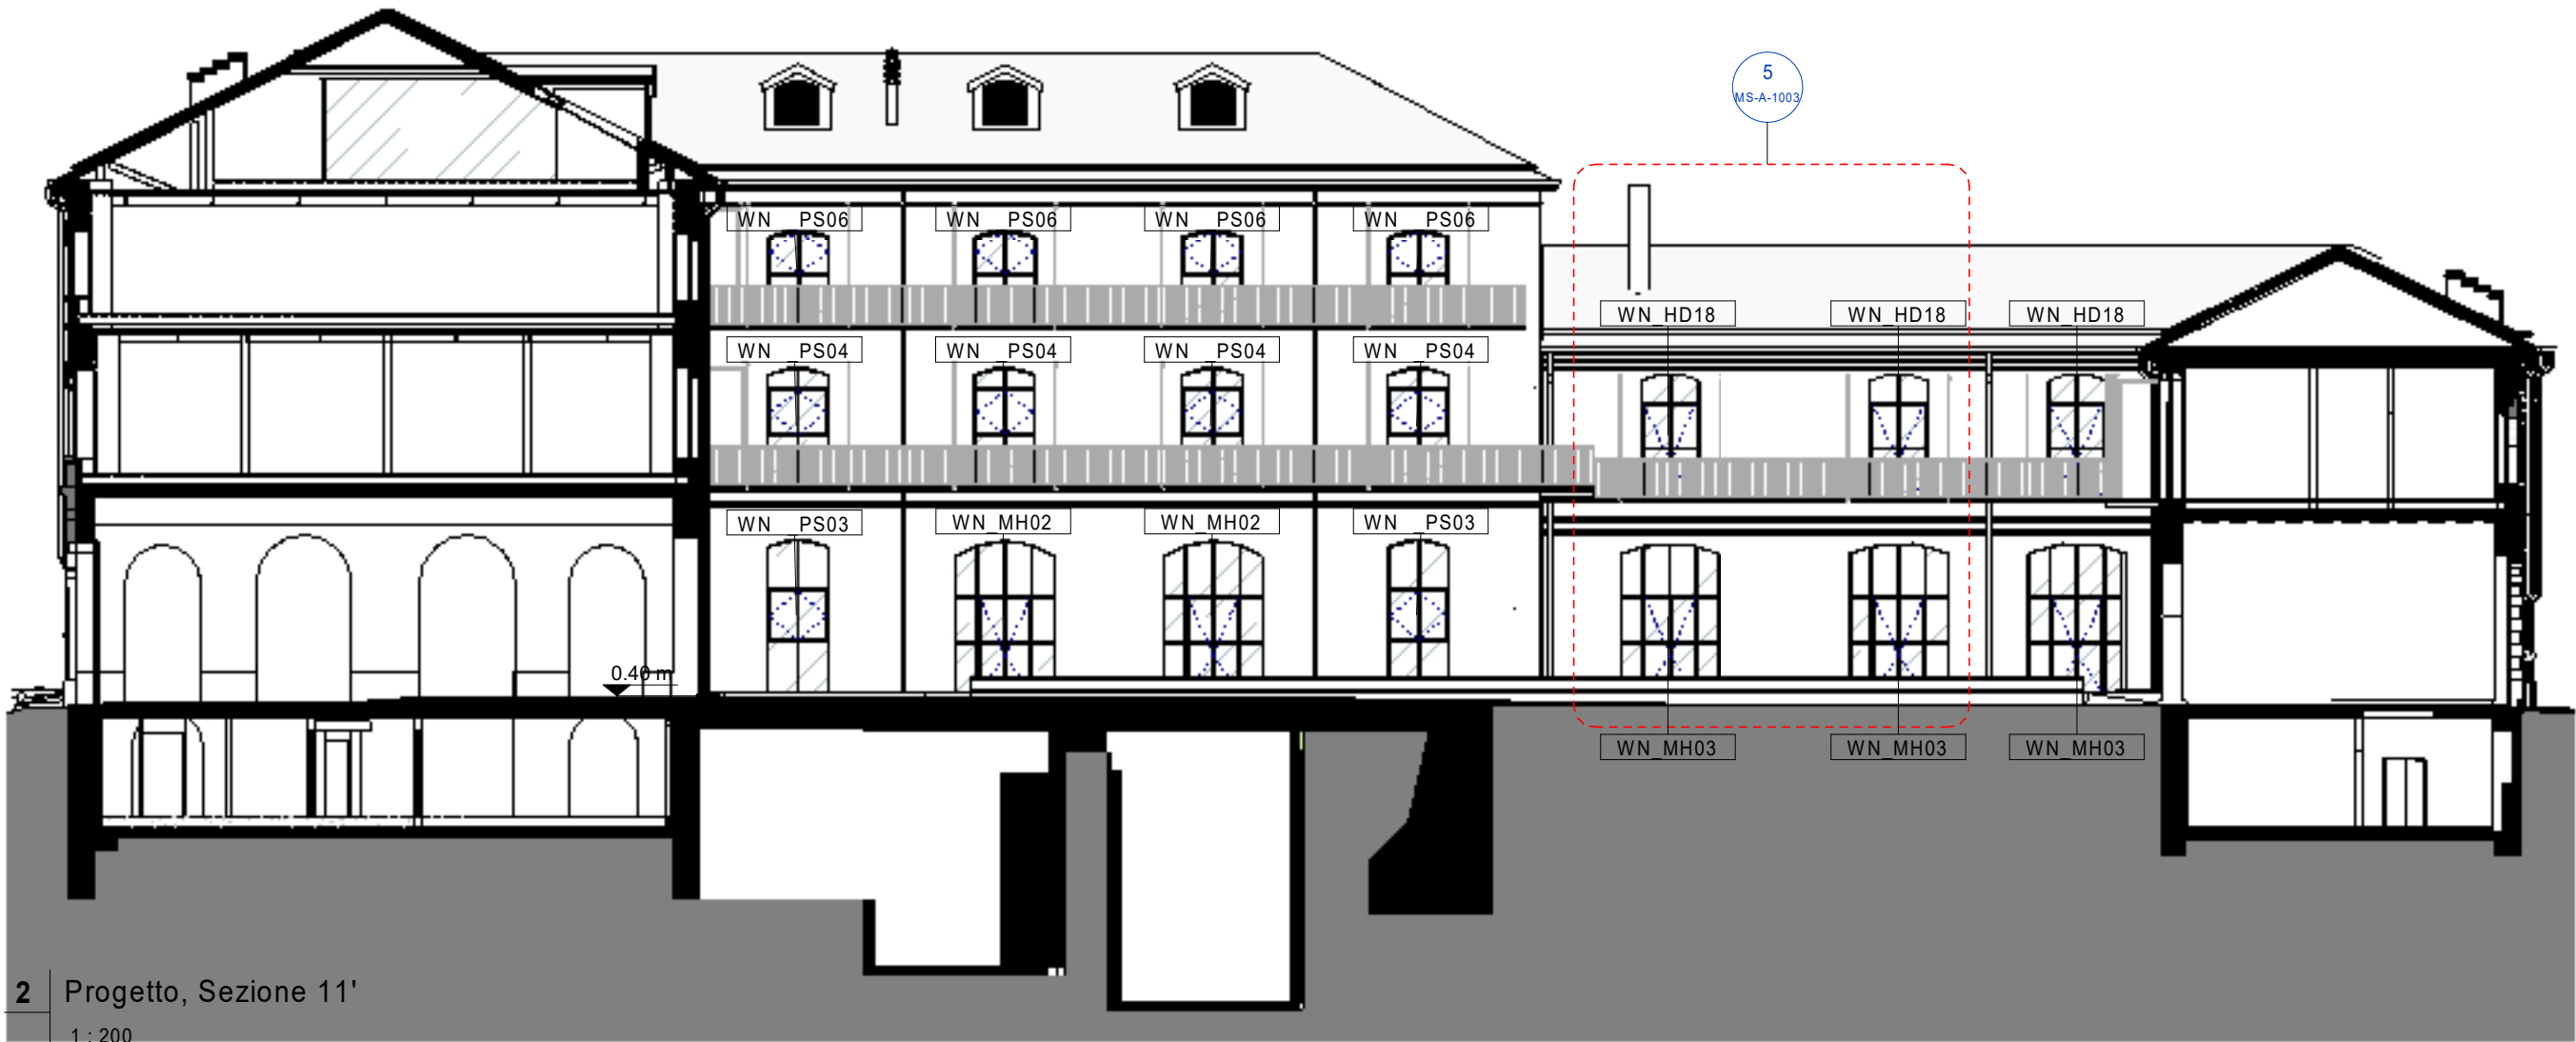 5
MS-A-1003
WN_PS06 WN_PS06 WN_PS06 WN_PS06
WN_HD18 WN_HD18 WN_HD18
WN_PS04 WN_PS04 WN_PS04 WN_PS04
WN_PS03 WN_MH02 WN_MH02 WN_PS03
0.40 m
WN_MH03 WN_MH03 WN_MH03
2 Progetto, Sezione 11'
1 : 200